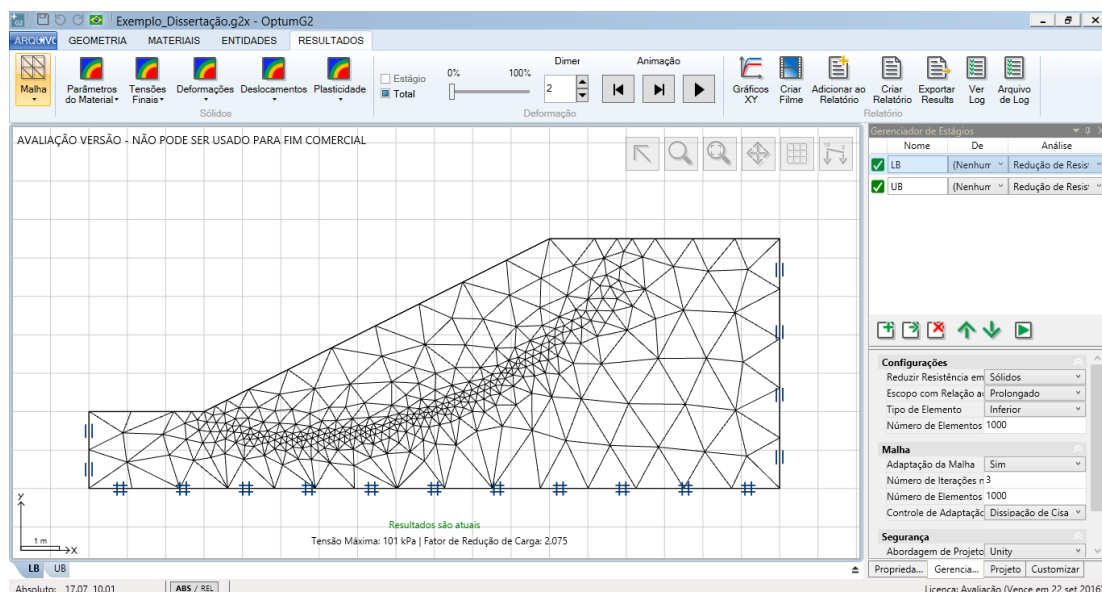 Exemplo_Dissertação.g2x - OptumG2
ARQUIVO GEOMETRIA MATERIAIS ENTIDADES RESULTADOS
Malha
Parâmetros do Material
Tensões Finais
Deformações
Deslocamentos
Plasticidade
Sólidos
Estágio
Total
0% 100%
Dimer
2
Animação
Deformação
Gráficos XY
Criar Filme
Adicionar ao Relatório
Criar Relatório
Exportar Results
Ver Log
Arquivo de Log
Relatório
AVALIAÇÃO VERSÃO - NÃO PODE SER USADO PARA FIM COMERCIAL
Y
1 m
X
Resultados são atuais
Tensão Máxima: 101 kPa | Fator de Redução de Carga: 2.075
LB UB
Gerenciador de Estágios
Nome De Análise
LB (Nenhum Redução de Resis
UB (Nenhum Redução de Resis
Configurações
Reduzir Resistência em Sólidos
Escopo com Relação a Prolongado
Tipo de Elemento Inferior
Número de Elementos 1000
Malha
Adaptação da Malha Sim
Número de Iterações n 3
Número de Elementos 1000
Controle de Adaptação Dissipação de Cisa
Segurança
Abordagem de Projeto Unity
Proprieda... Gerencia... Projeto Customizar
Absoluto: 17.07 10.01 ABS / REL
Licença: Avaliação (Vence em 22 set 2016)